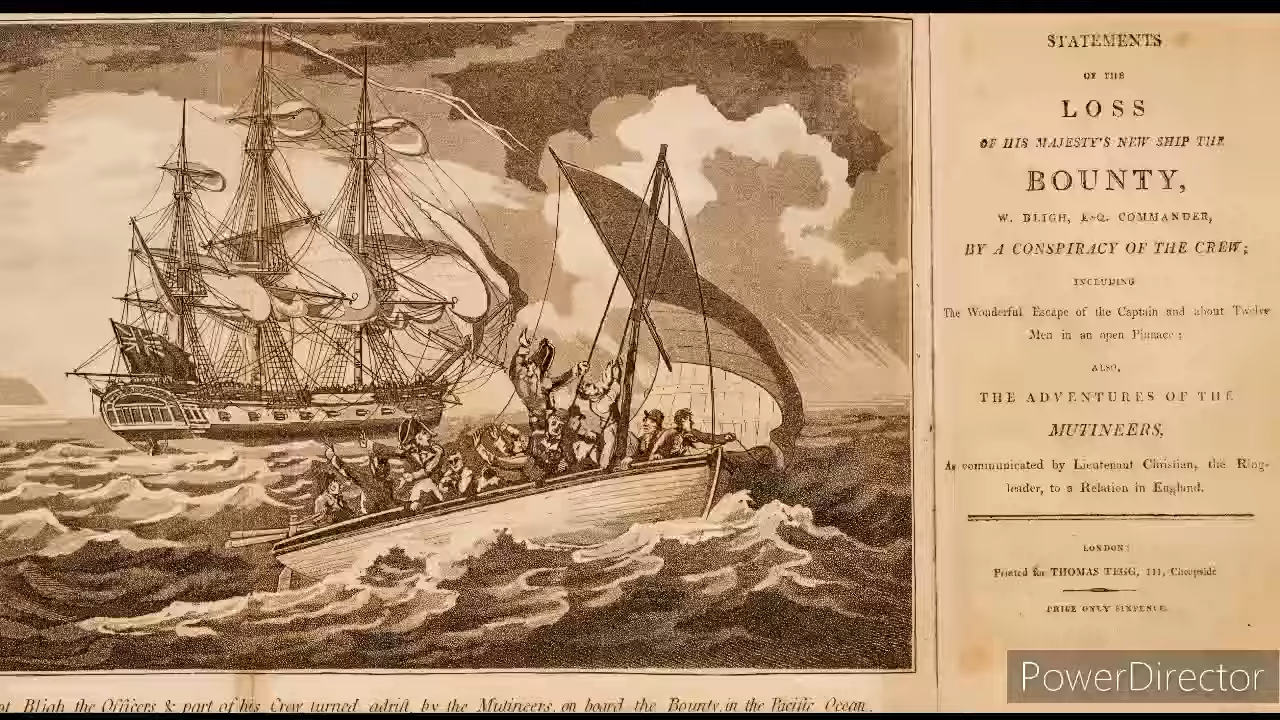 STATEMENTS
OF THE
LOSS
OF HIS MAJESTY'S NEW SHIP THE
BOUNTY,
W. BLIGH, ESQ. COMMANDER,
BY A CONSPIRACY OF THE CREW;
INCLUDING
The Wonderful Escape of the Captain and about Twelve
Men in an open Pinnace;
ALSO,
THE ADVENTURES OF THE
MUTINEERS,
As communicated by Lieutenant Christian, the Ring-
leader, to a Relation in England.
LONDON:
Printed for THOMAS TEGG, 111, Cheapside
PRICE ONLY SIXPENCE.
Bligh the Officers & part of his Crew turned adrift, by the Mutineers, on board the Bounty, in the Pacific Ocean.
PowerDirector